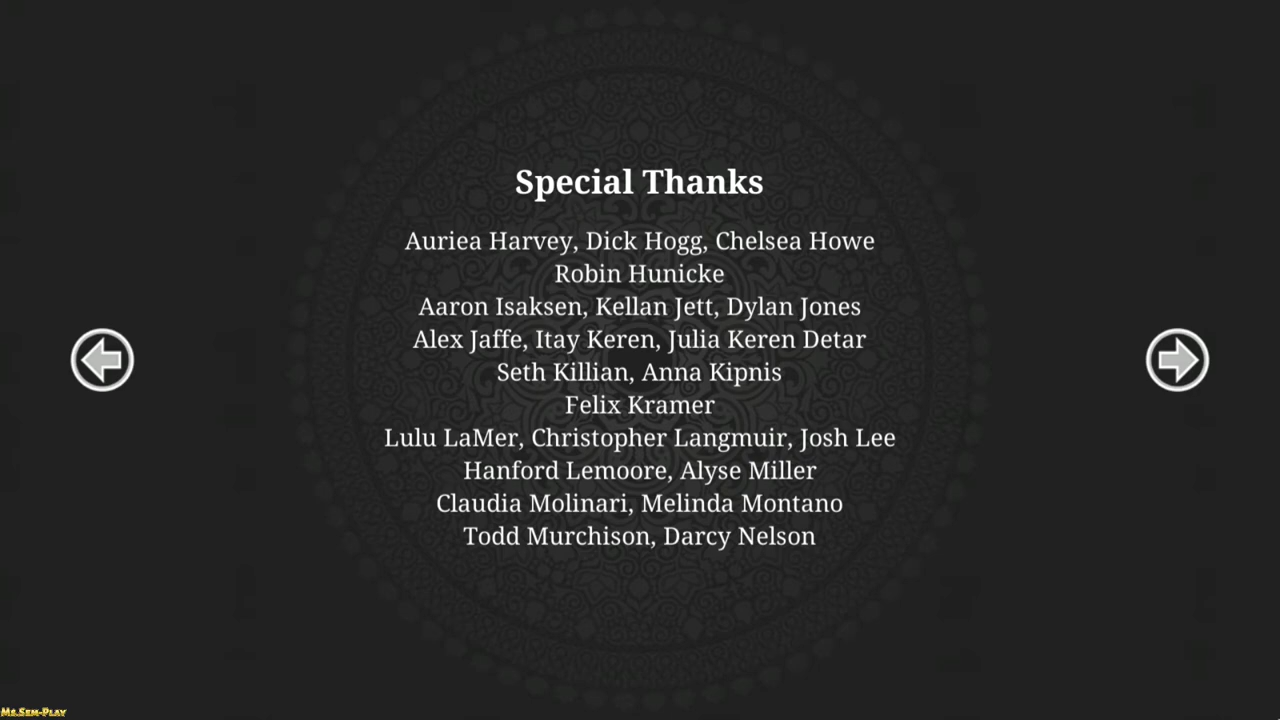 Special Thanks
Auriea Harvey, Dick Hogg, Chelsea Howe
Robin Hunicke
Aaron Isaksen, Kellan Jett, Dylan Jones
Alex Jaffe, Itay Keren, Julia Keren Detar
Seth Killian, Anna Kipnis
Felix Kramer
Lulu LaMer, Christopher Langmuir, Josh Lee
Hanford Lemoore, Alyse Miller
Claudia Molinari, Melinda Montano
Todd Murchison, Darcy Nelson
Ms.Sem-Play